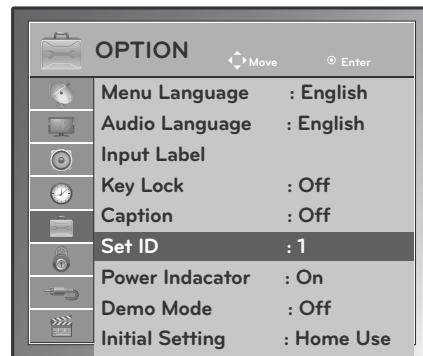 OPTION
Move
Enter
Menu Language : English
Audio Language : English
Input Label
Key Lock : Off
Caption : Off
Set ID : 1
Power Indacator : On
Demo Mode : Off
Initial Setting : Home Use